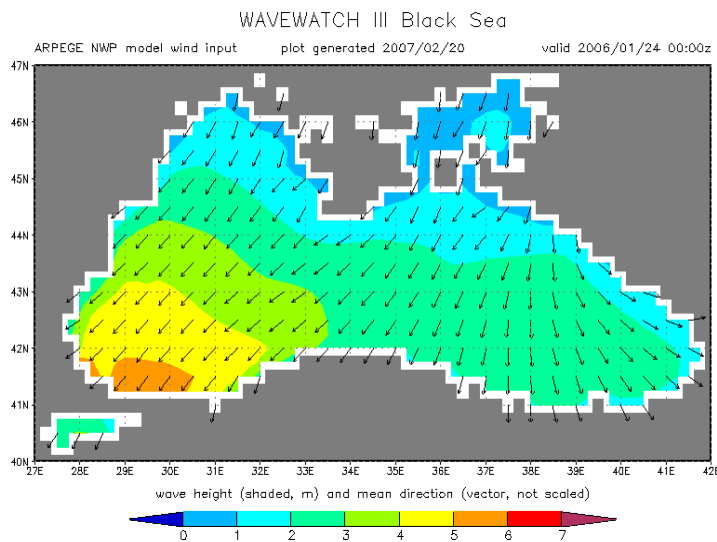 WAVEWATCH III Black Sea
ARPEGE NWP model wind input plot generated 2007/02/20 valid 2006/01/24 00:00z
47N
46N
45N
44N
43N
42N
41N
40N
27E 28E 29E 30E 31E 32E 33E 34E 35E 36E 37E 38E 39E 40E 41E 42E
wave height (shaded, m) and mean direction (vector, not scaled)
0 1 2 3 4 5 6 7